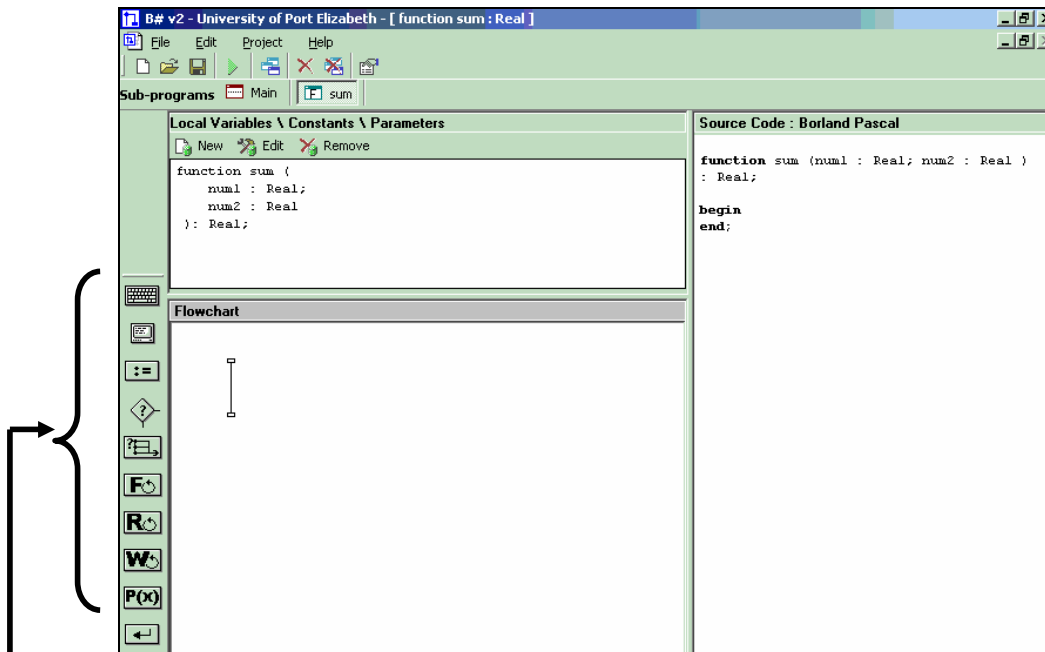 B# v2 - University of Port Elizabeth - [ function sum : Real ]
File Edit Project Help
Sub-programs Main F sum
Local Variables \ Constants \ Parameters
New Edit Remove
function sum (
num1 : Real;
num2 : Real
): Real;
Flowchart
:=
?
?
F
R
W
P(x)
Source Code : Borland Pascal
function sum (num1 : Real; num2 : Real )
: Real;
begin
end;